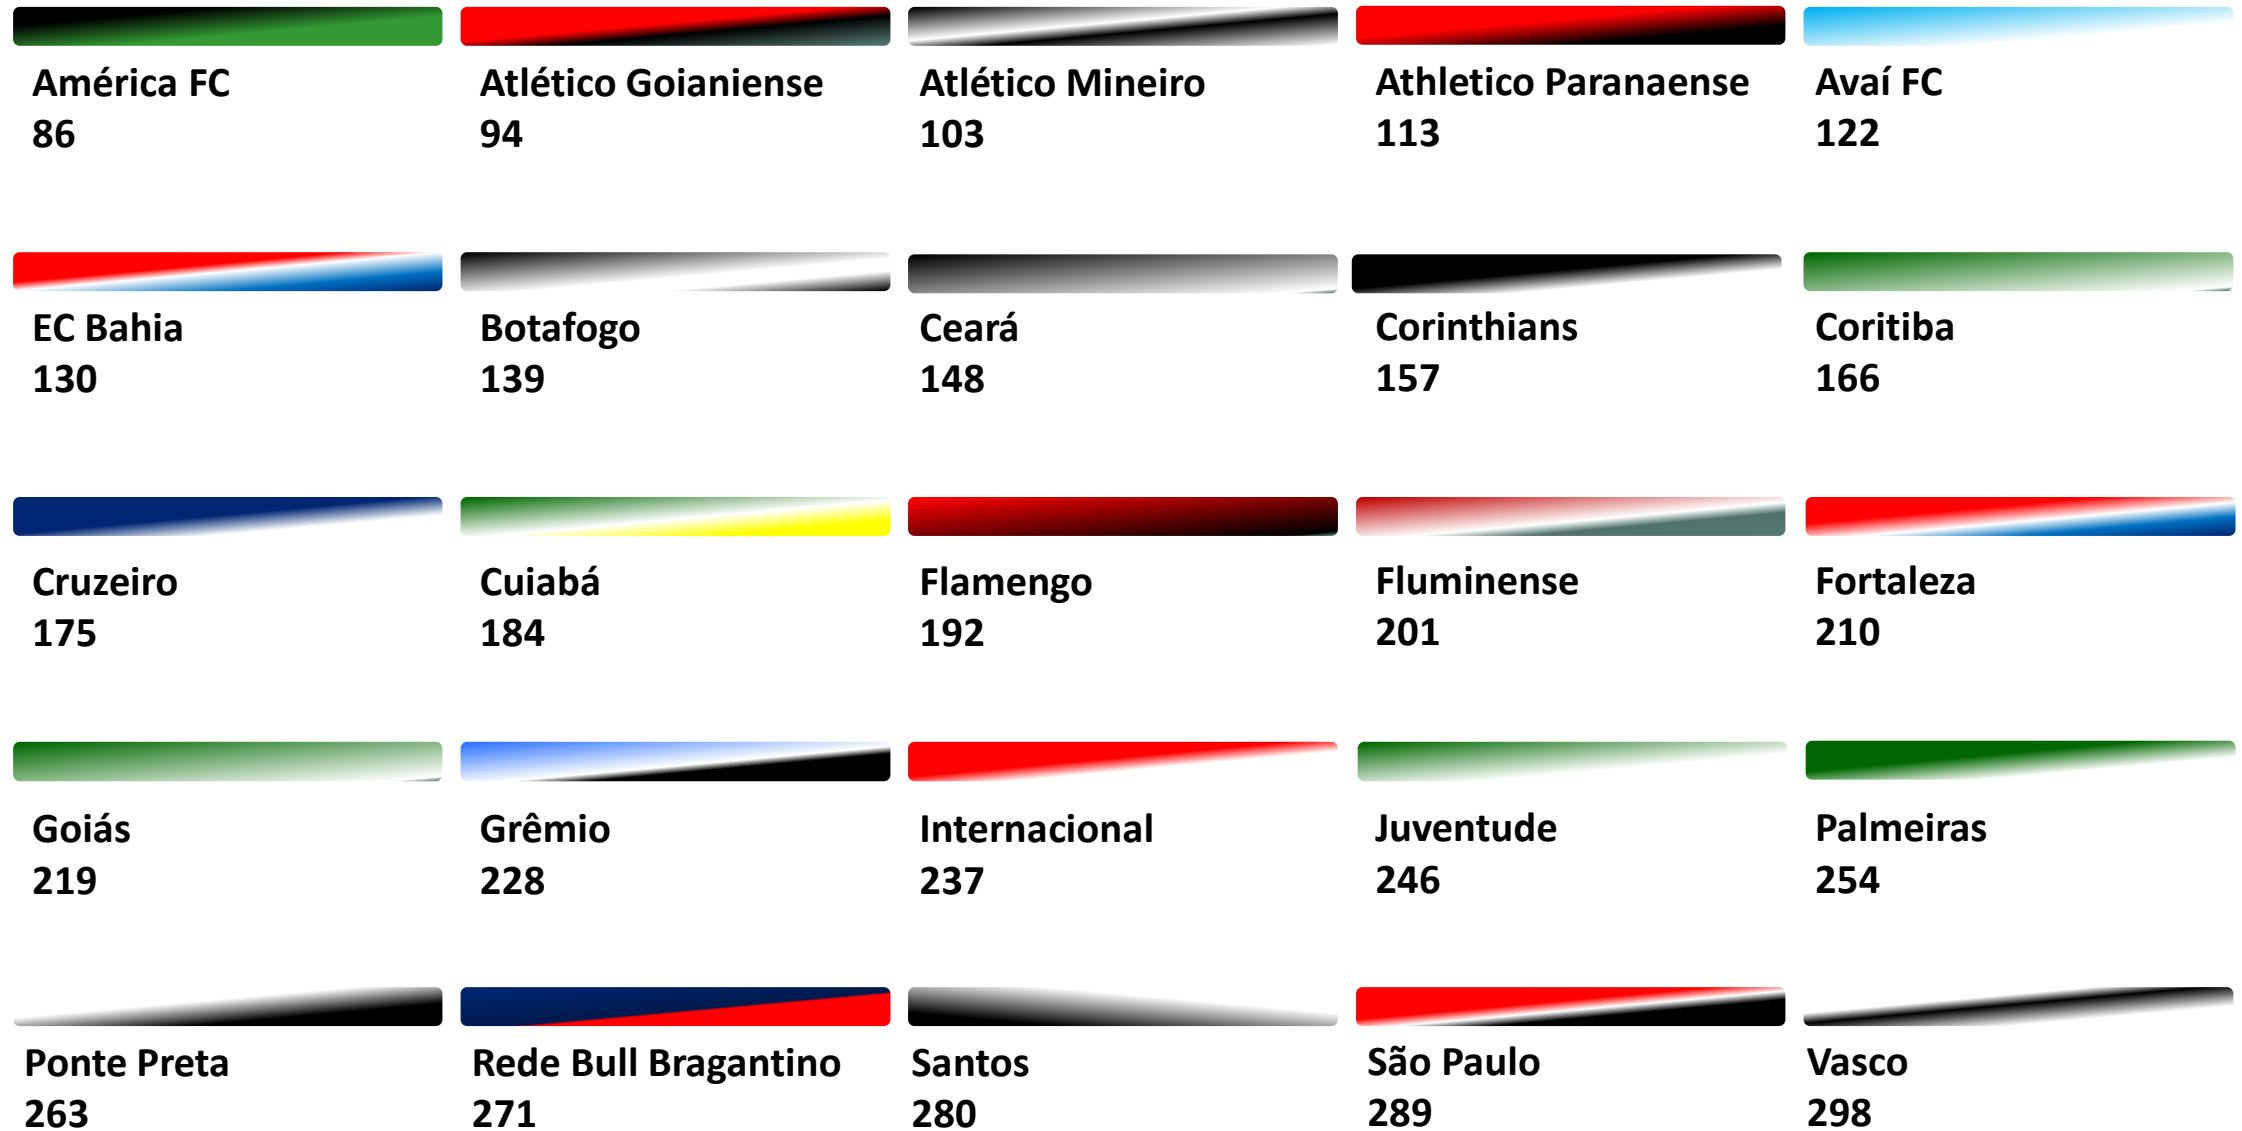 América FC
86
Atlético Goianiense
94
Atlético Mineiro
103
Athletico Paranaense
113
Avaí FC
122
EC Bahia
130
Botafogo
139
Ceará
148
Corinthians
157
Coritiba
166
Cruzeiro
175
Cuiabá
184
Flamengo
192
Fluminense
201
Fortaleza
210
Goiás
219
Grêmio
228
Internacional
237
Juventude
246
Palmeiras
254
Ponte Preta
263
Rede Bull Bragantino
271
Santos
280
São Paulo
289
Vasco
298